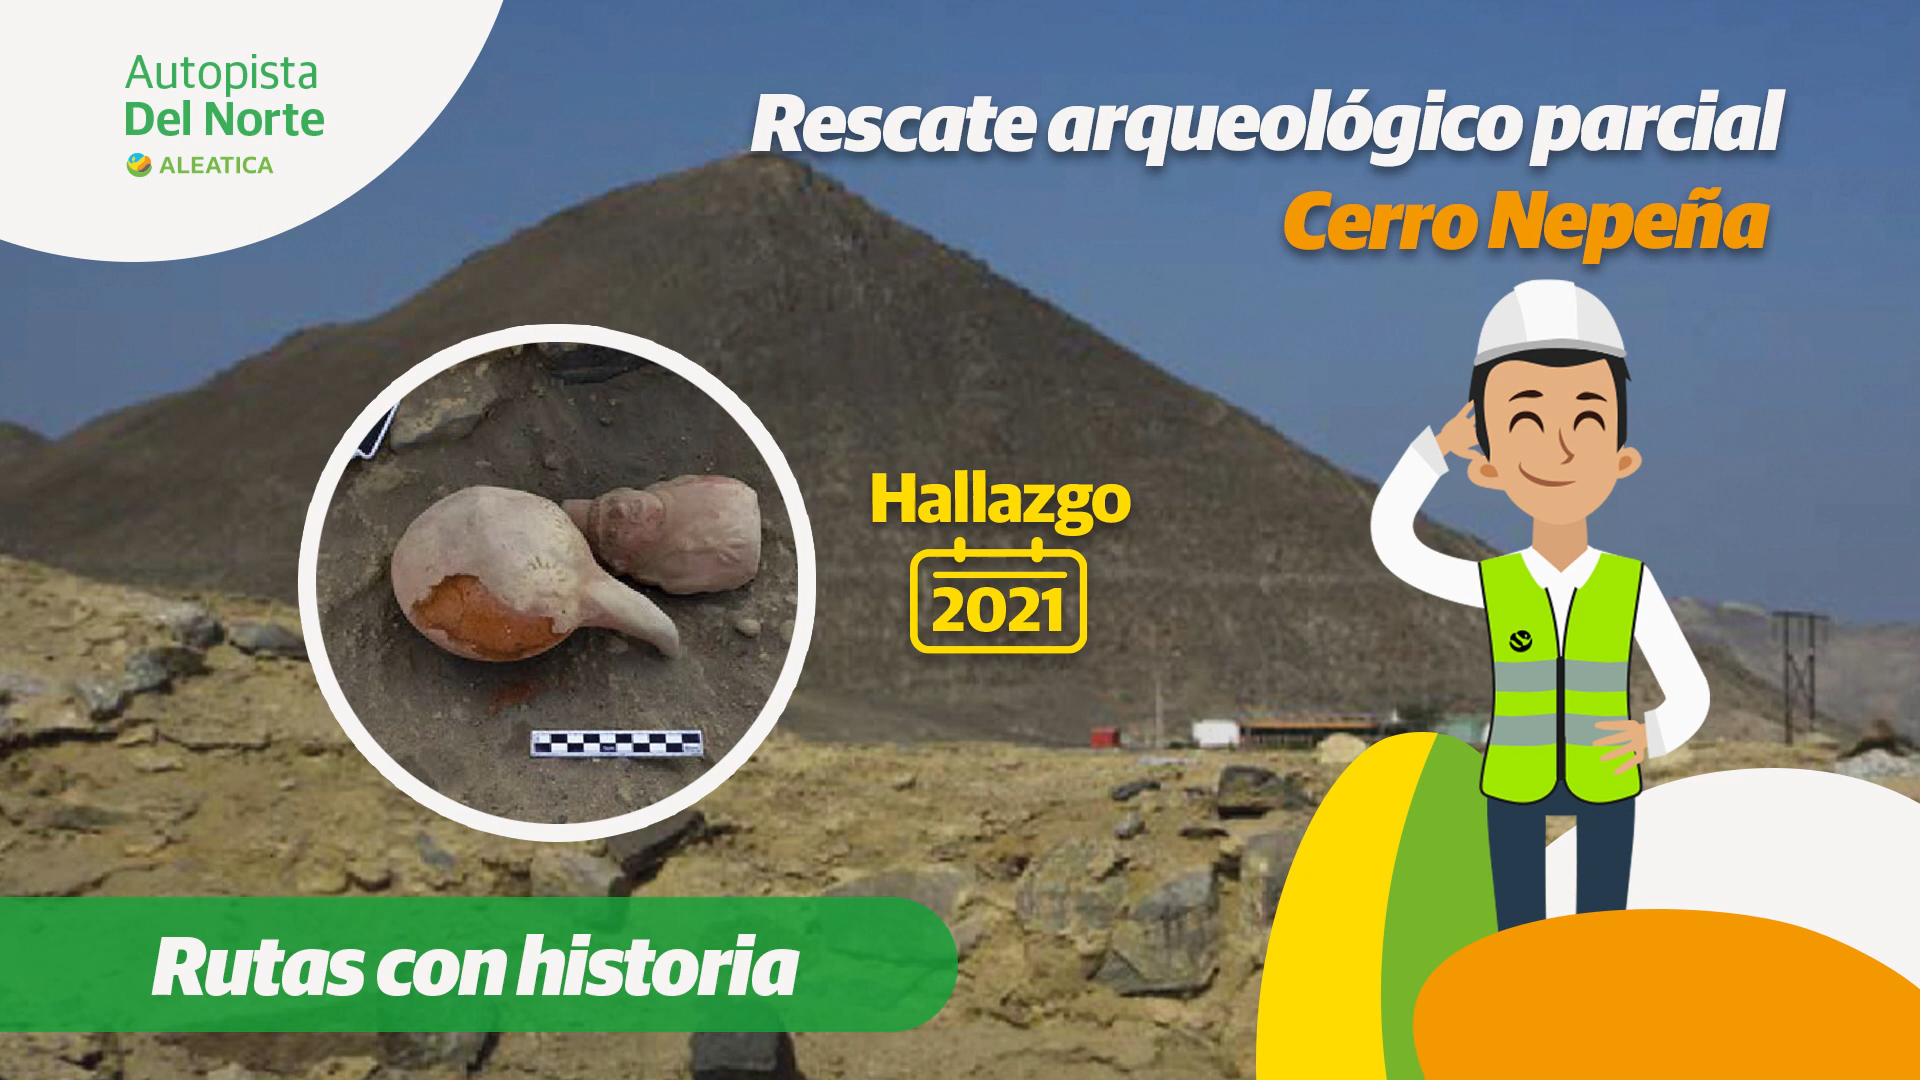 Autopista
Del Norte
ALEATICA
Rescate arqueológico parcial
Cerro Nepeña
Hallazgo
2021
Rutas con historia